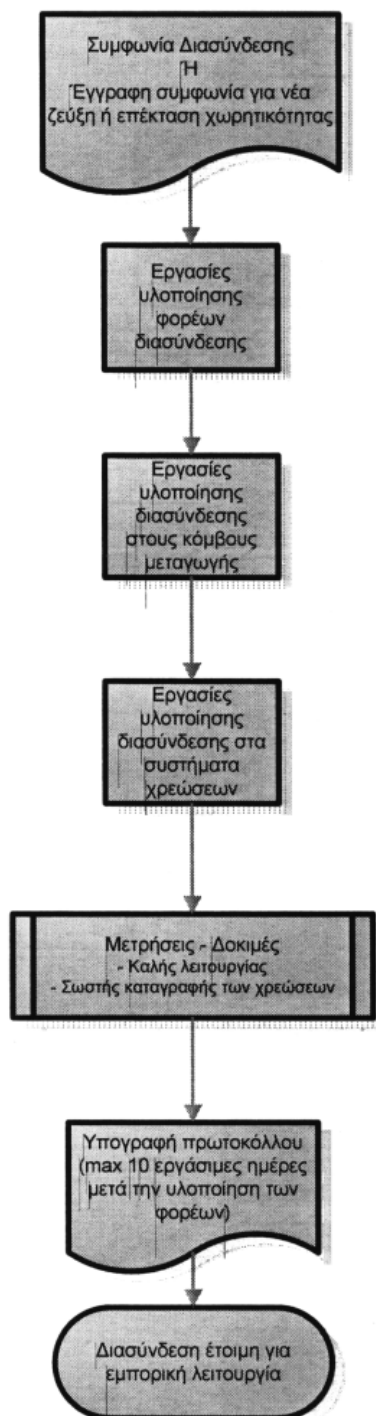 Συμφωνία Διασύνδεσης
Ή
Έγγραφη συμφωνία για νέα
ζεύξη ή επέκταση χωρητικότητας
Εργασίες
υλοποίησης
φορέων
διασύνδεσης
Εργασίες
υλοποίησης
διασύνδεσης
στους κόμβους
μεταγωγής
Εργασίες
υλοποίησης
διασύνδεσης στα
συστήματα
χρεώσεων
Μετρήσεις - Δοκιμές
- Καλής λειτουργίας
- Σωστής καταγραφής των χρεώσεων
Υπογραφή πρωτοκόλλου
(max 10 εργάσιμες ημέρες
μετά την υλοποίηση των
φορέων)
Διασύνδεση έτοιμη για
εμπορική λειτουργία